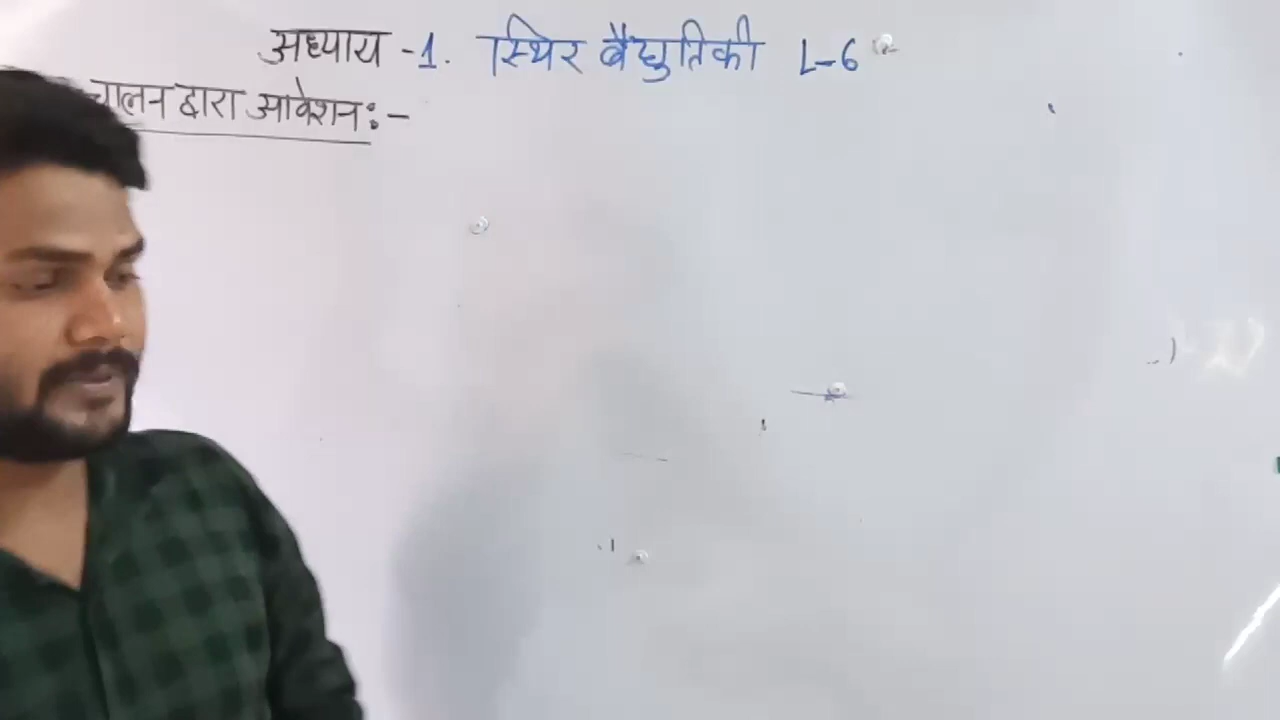 अध्याय -1. स्थिर वैद्युतिकी L-6
चालन द्वारा आवेशन :-